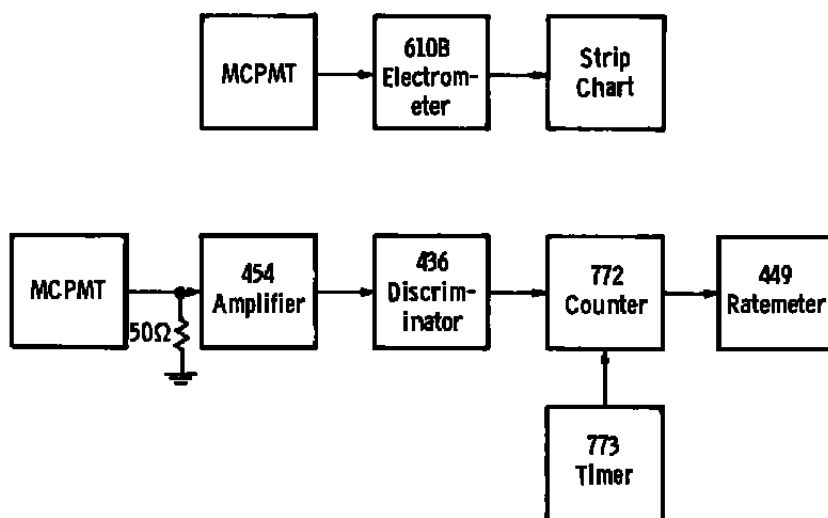 MCPMT
610B
Electrom-
eter
Strip
Chart
MCPMT
50Ω
454
Amplifier
436
Discrim-
inator
772
Counter
449
Ratemeter
773
Timer